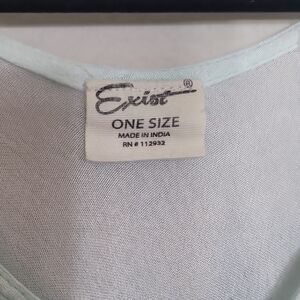 Exist®
ONE SIZE
MADE IN INDIA
RN # 112932